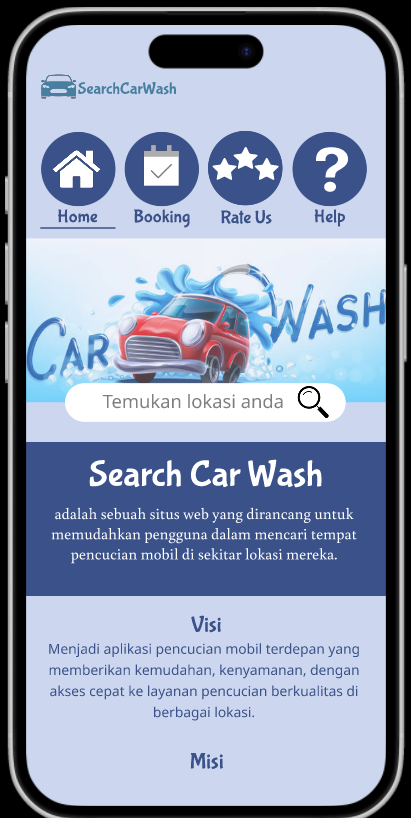 SearchCarWash
Home Booking Rate Us Help
CAR WASH
Temukan lokasi anda
Search Car Wash
adalah sebuah situs web yang dirancang untuk
memudahkan pengguna dalam mencari tempat
pencucian mobil di sekitar lokasi mereka.
Visi
Menjadi aplikasi pencucian mobil terdepan yang
memberikan kemudahan, kenyamanan, dengan
akses cepat ke layanan pencucian berkualitas di
berbagai lokasi.
Misi